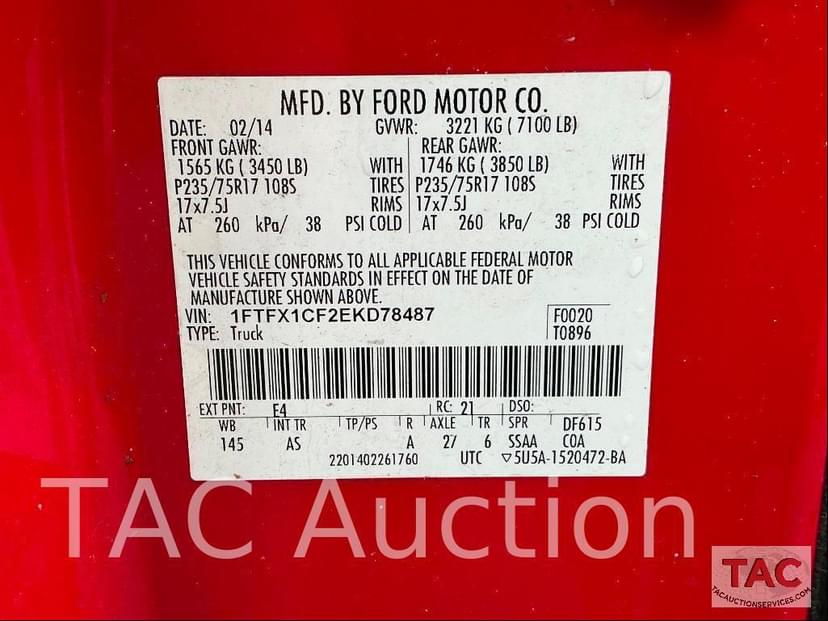 MFD. BY FORD MOTOR CO.
DATE: 02/14 GVWR: 3221 KG ( 7100 LB)
FRONT GAWR: REAR GAWR:
1565 KG ( 3450 LB) WITH 1746 KG ( 3850 LB) WITH
P235/75R17 108S TIRES P235/75R17 108S TIRES
17x7.5J RIMS 17x7.5J RIMS
AT 260 kPa/ 38 PSI COLD AT 260 kPa/ 38 PSI COLD
THIS VEHICLE CONFORMS TO ALL APPLICABLE FEDERAL MOTOR
VEHICLE SAFETY STANDARDS IN EFFECT ON THE DATE OF
MANUFACTURE SHOWN ABOVE.
VIN: 1FTFX1CF2EKD78487 F0020
TYPE: Truck T0896
EXT PNT: E4 RC: 21 DSO:
WB INT TR TP/PS R AXLE TR SPR DF615
145 AS A 27 6 SSAA COA
2201402261760 UTC ▽5U5A-1520472-BA
TAC Auction
TAC
TACAUCTIONSERVICES.COM